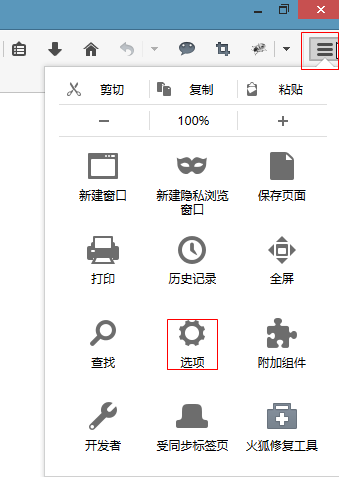 剪切 复制 粘贴
100%
新建窗口 新建隐私浏览 保存页面
窗口
打印 历史记录 全屏
查找 选项 附加组件
开发者 受同步标签页 火狐修复工具